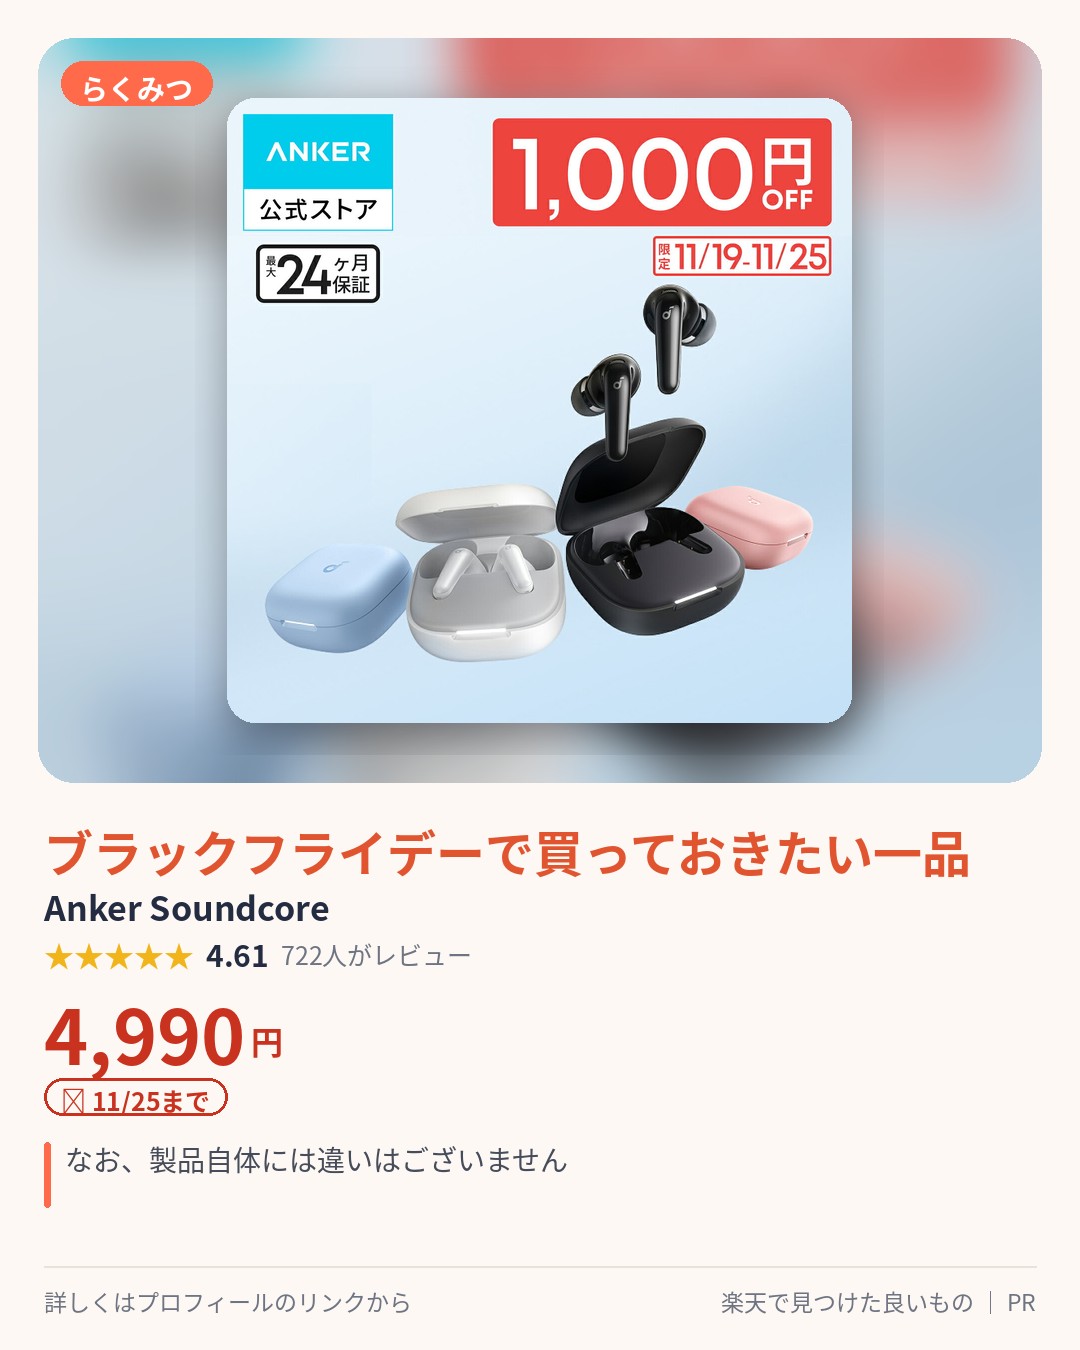 らくみつ
ANKER
公式ストア
最大24ヶ月保証
1,000円OFF
限定11/19-11/25
ブラックフライデーで買っておきたい一品
Anker Soundcore
★★★★★ 4.61 722人がレビュー
4,990円
11/25まで
なお、製品自体には違いはございません
詳しくはプロフィールのリンクから
楽天で見つけた良いもの｜PR